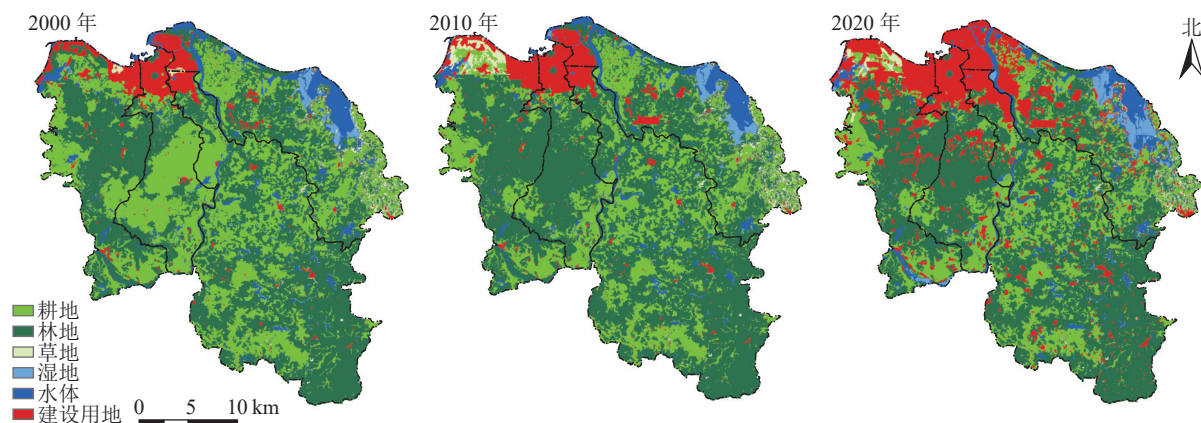 2000 年
2010 年
2020 年
北
耕地
林地
草地
湿地
水体
建设用地
0 5 10 km